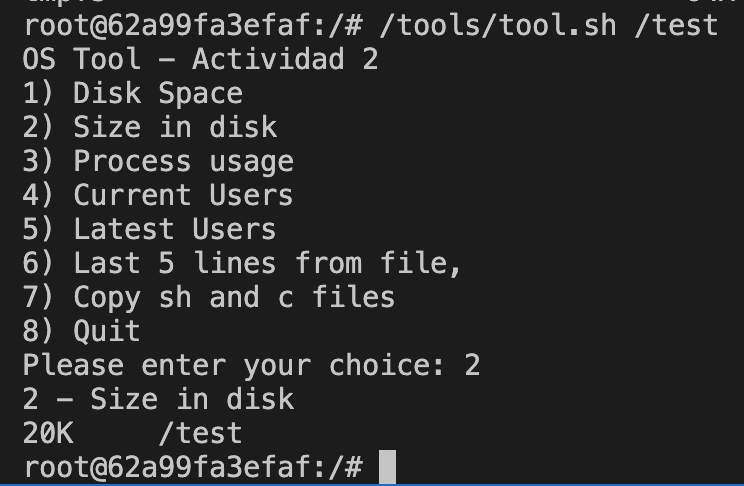 root@62a99fa3efaf:/# /tools/tool.sh /test
OS Tool – Actividad 2
1) Disk Space
2) Size in disk
3) Process usage
4) Current Users
5) Latest Users
6) Last 5 lines from file,
7) Copy sh and c files
8) Quit
Please enter your choice: 2
2 – Size in disk
20K     /test
root@62a99fa3efaf:/#